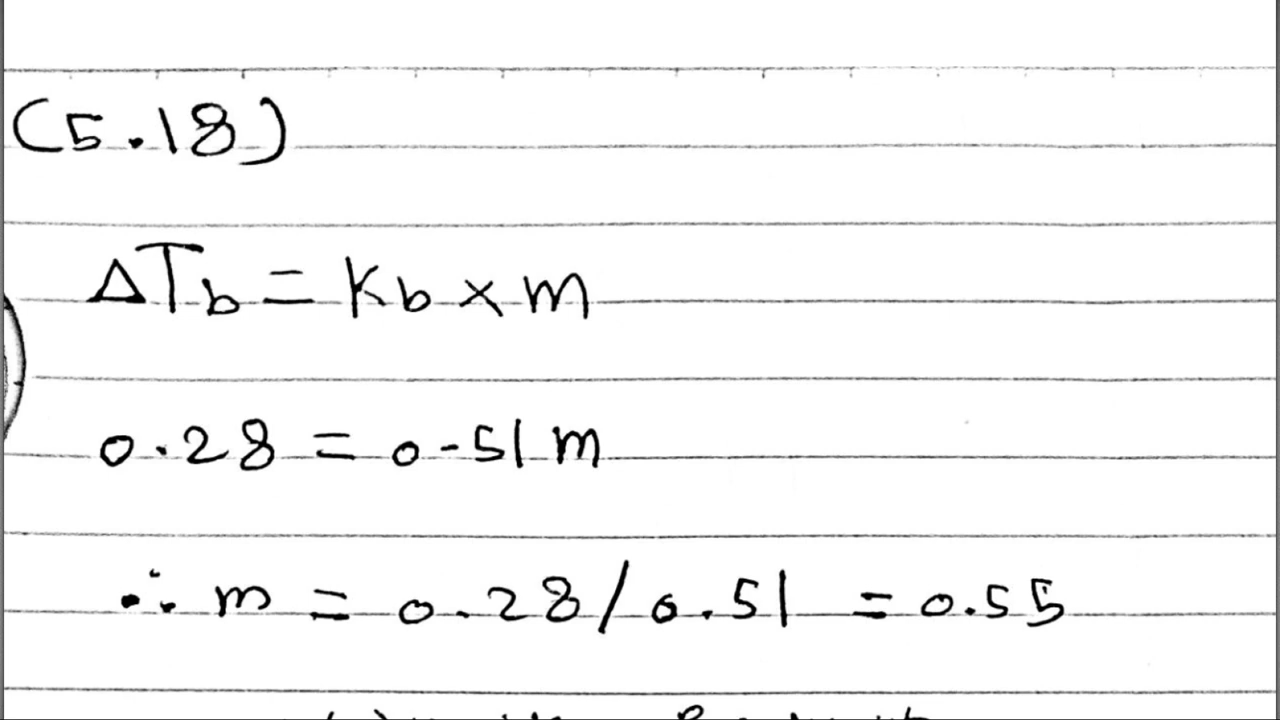 (5.18)
ΔTb = Kb × m
0.28 = 0.51 m
∴ m = 0.28/0.51 = 0.55